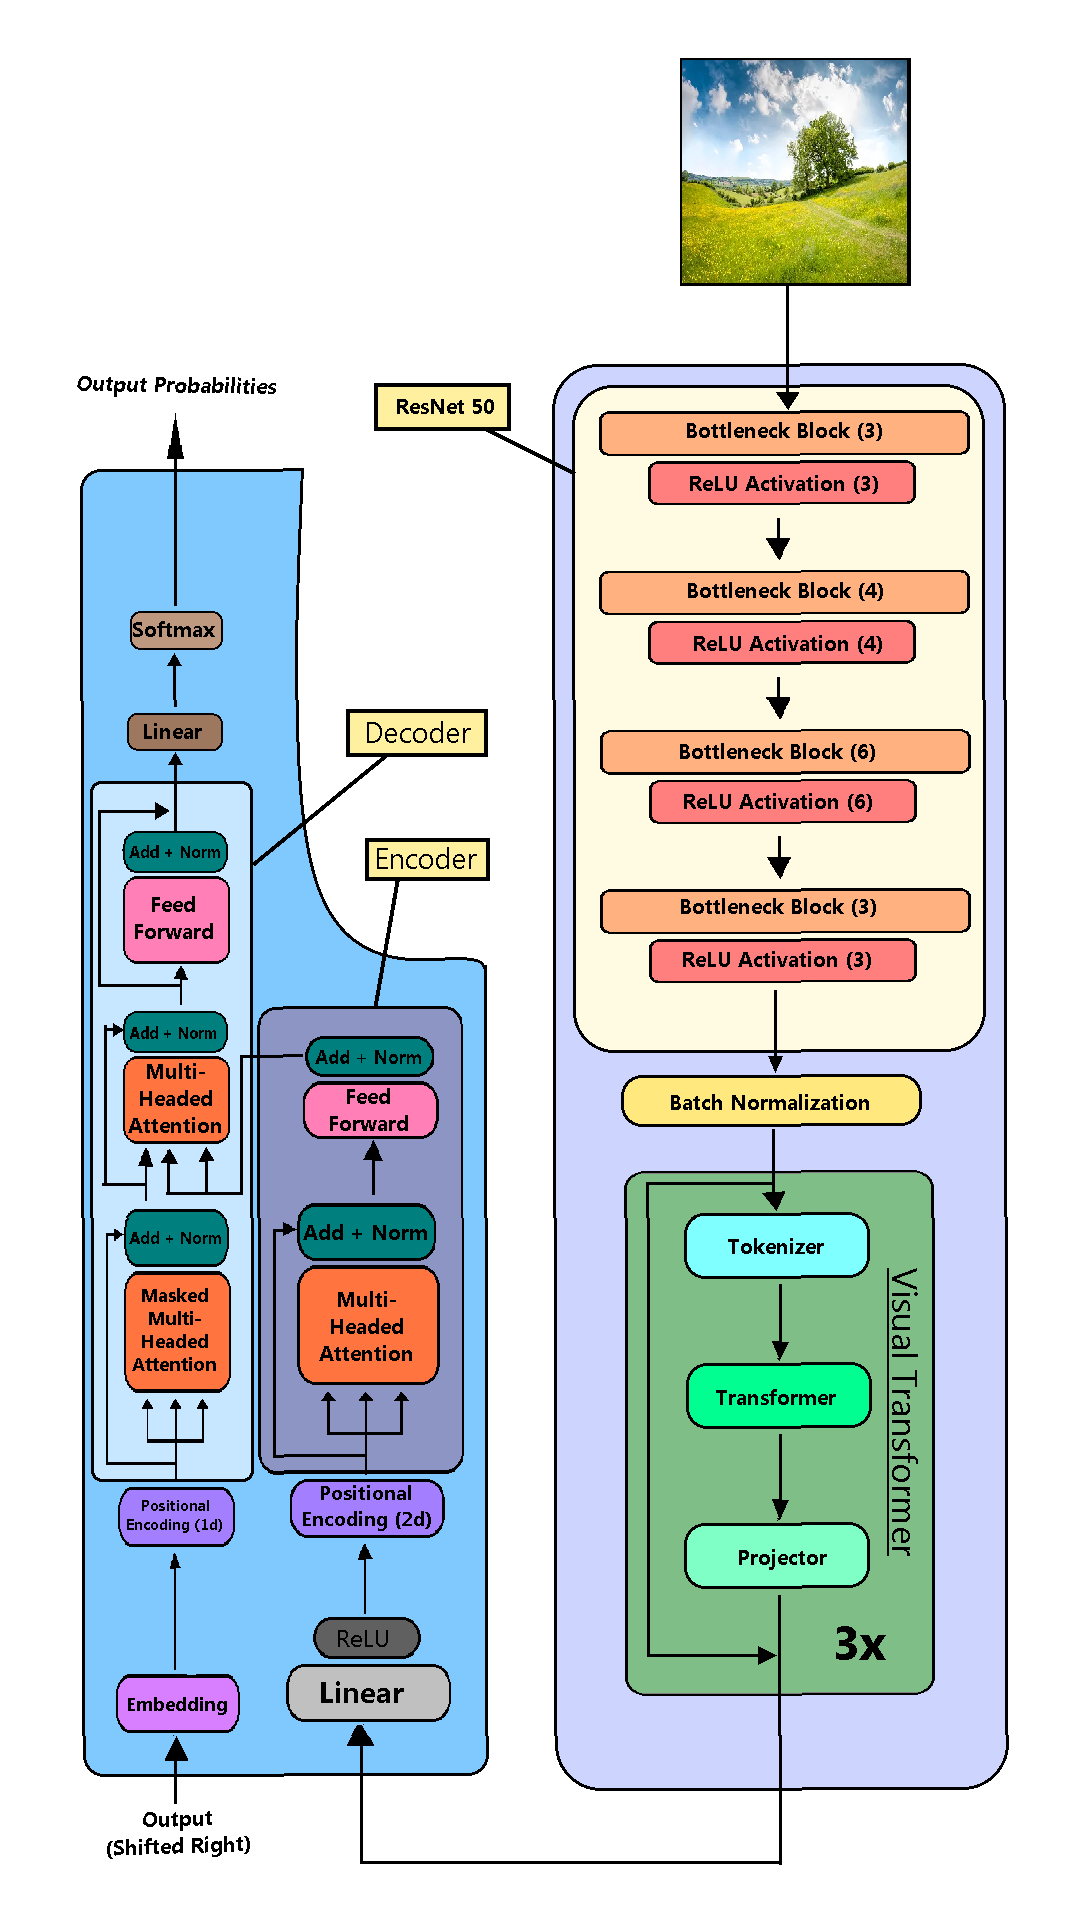 Output Probabilities
Softmax
Linear
Decoder
Add + Norm
Feed
Forward
Add + Norm
Multi-
Headed
Attention
Add + Norm
Masked
Multi-
Headed
Attention
Positional
Encoding (1d)
Embedding
Output
(Shifted Right)
Encoder
Add + Norm
Feed
Forward
Add + Norm
Multi-
Headed
Attention
Positional
Encoding (2d)
ReLU
Linear
ResNet 50
Bottleneck Block (3)
ReLU Activation (3)
Bottleneck Block (4)
ReLU Activation (4)
Bottleneck Block (6)
ReLU Activation (6)
Bottleneck Block (3)
ReLU Activation (3)
Batch Normalization
Tokenizer
Transformer
Projector
Visual Transformer
3x